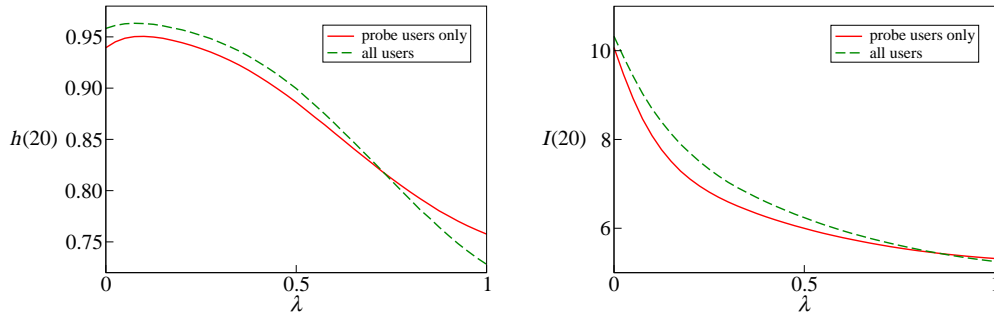 0.95
0.90
0.85
0.80
0.75
h(20)
0
0.5
1
λ
probe users only
all users
10
8
6
I(20)
0
0.5
1
λ
probe users only
all users